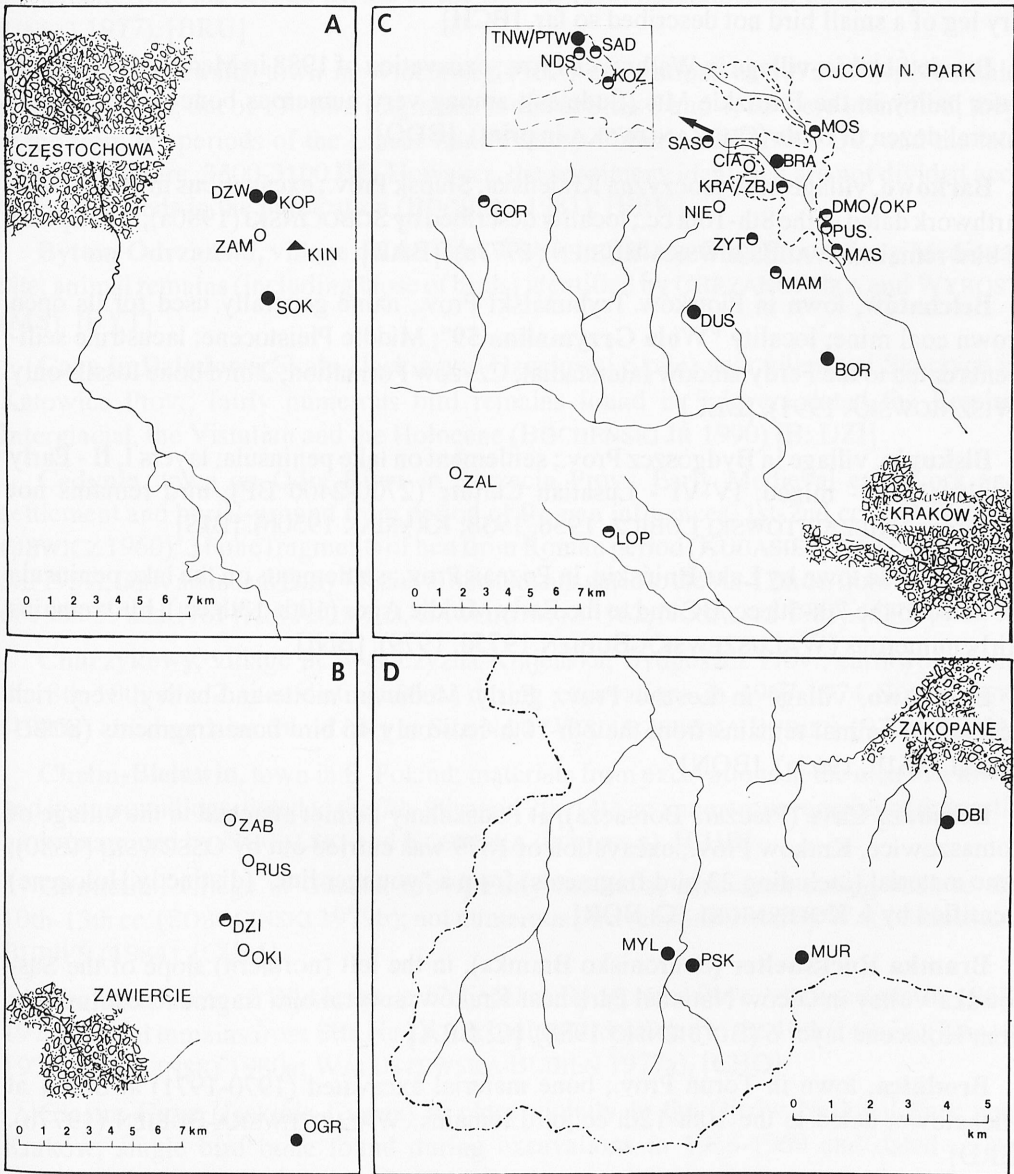 A
CZĘSTOCHOWA
DZW
KOP
ZAM
KIN
SOK
0 1 2 3 4 5 6 7 km
C
TNW/PTW
SAD
NDS
KOZ
OJCÓW N. PARK
MOS
SAS
CIA
BRA
KRA/ZBJ
GOR
NIE
DMO/OKP
PUS
ZYT
MAS
MAM
DUS
BOR
ZAL
KRAKÓW
LOP
0 1 2 3 4 5 6 7 km
B
ZAB
RUS
DZI
OKI
ZAWIERCIE
0 1 2 3 4 5 6 7 km
OGR
D
ZAKOPANE
DBI
MYL
PSK
MUR
0 1 2 3 4 5
km